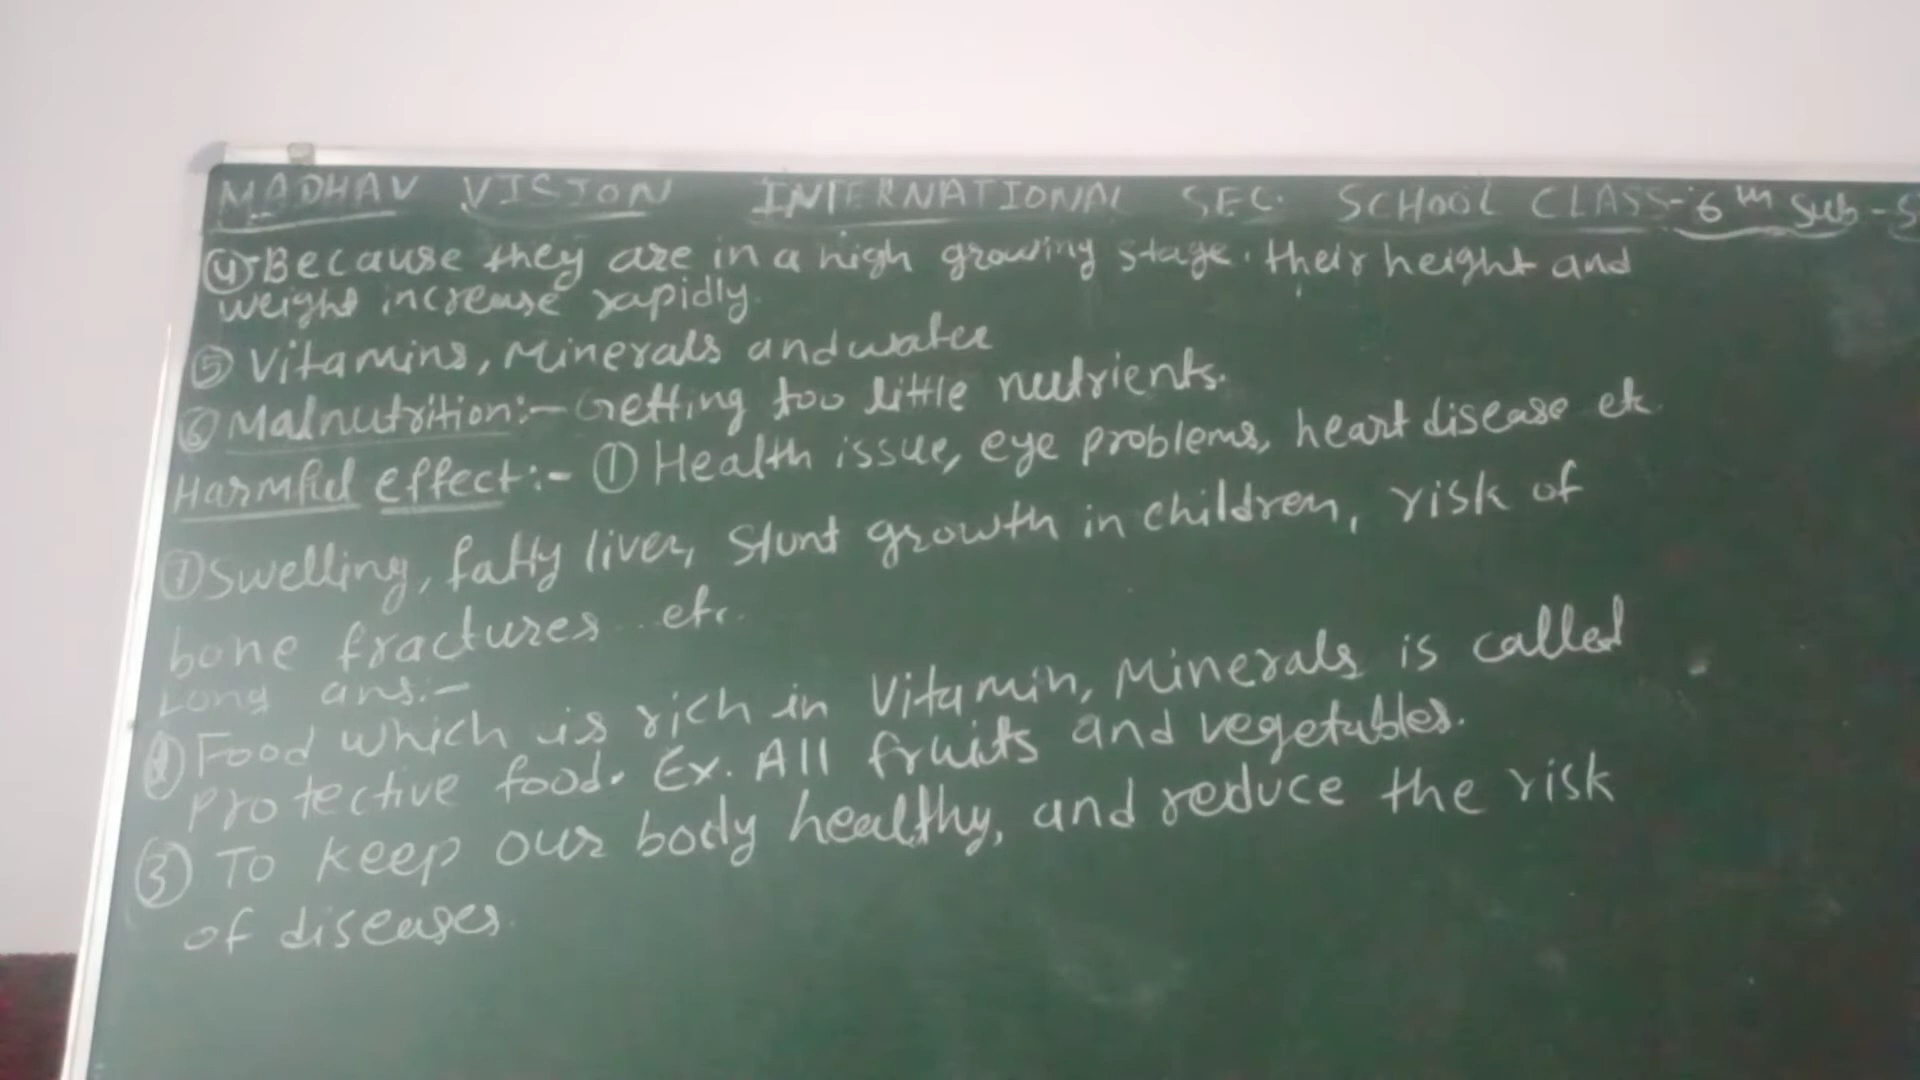 MADHAV VISION INTERNATIONAL SEC. SCHOOL CLASS-6th Sub-S
④ Because they are in a high growing stage. their height and
weight increase rapidly.
⑤ Vitamins, Minerals and water
⑥ Malnutrition:- Getting too little nutrients.
Harmful effect:- ① Health issue, eye problems, heart disease etc
⑦ Swelling, fatty liver, Stunt growth in children, risk of
bone fractures etc.
Long ans:-
Food which is rich in Vitamin, Minerals is called
protective food. Ex. All fruits and vegetables.
③ To keep our body healthy, and reduce the risk
of diseases.